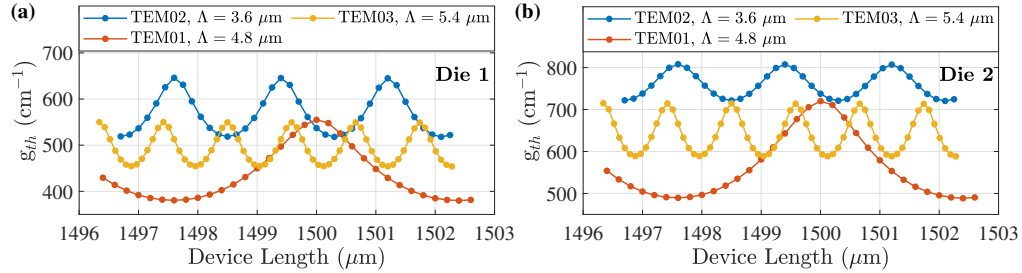 (a)
TEM02, Λ = 3.6 μm TEM03, Λ = 5.4 μm
TEM01, Λ = 4.8 μm
Die 1
700
600
500
400
g_th (cm⁻¹)
1496 1497 1498 1499 1500 1501 1502 1503
Device Length (μm)
(b)
TEM02, Λ = 3.6 μm TEM03, Λ = 5.4 μm
TEM01, Λ = 4.8 μm
Die 2
800
700
600
500
g_th (cm⁻¹)
1496 1497 1498 1499 1500 1501 1502 1503
Device Length (μm)